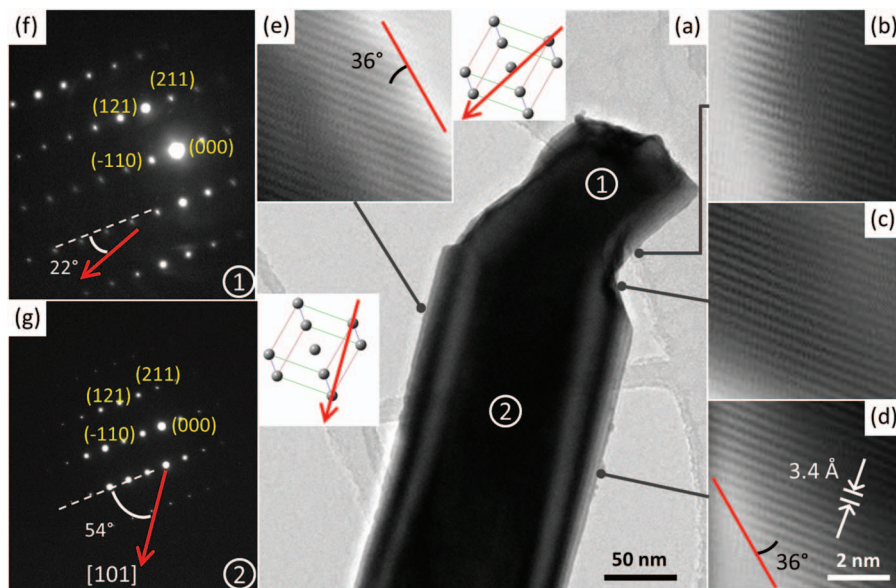 (f)
(211)
(121)
(000)
(-110)
22°
1
(g)
(211)
(121)
(000)
(-110)
54°
[101]
2
(e)
36°
(a)
1
2
50 nm
(b)
(c)
(d)
3.4 Å
36°
2 nm